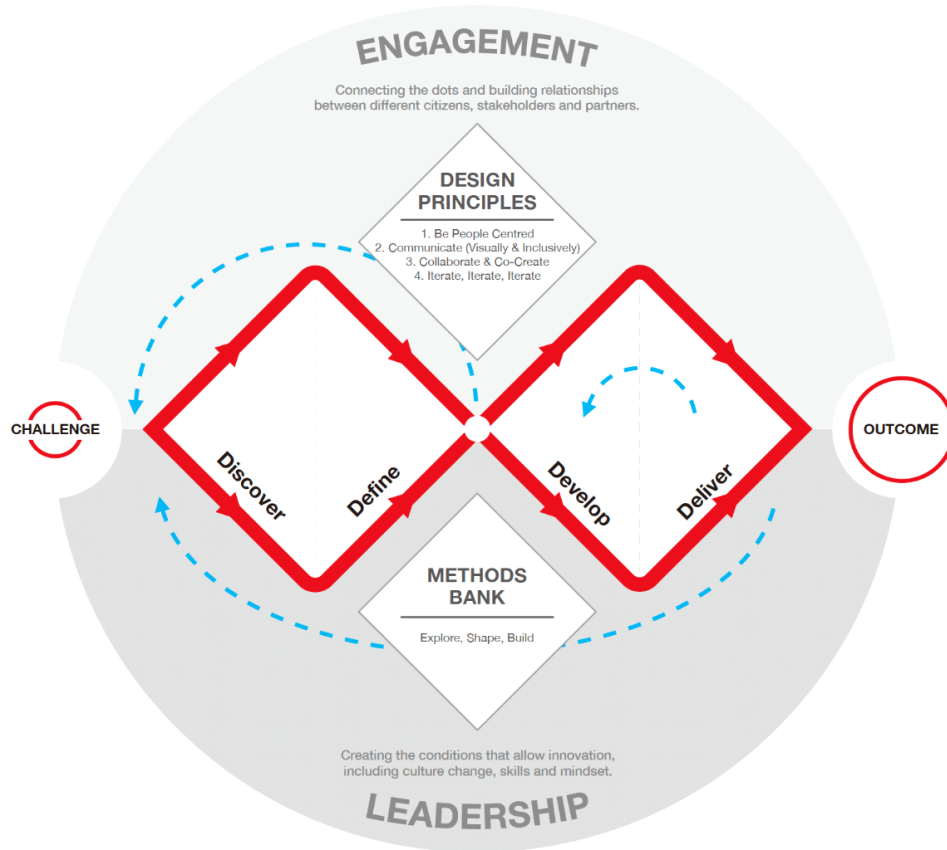 ENGAGEMENT
Connecting the dots and building relationships
between different citizens, stakeholders and partners.
DESIGN
PRINCIPLES
1. Be People Centred
2. Communicate (Visually & Inclusively)
3. Collaborate & Co-Create
4. Iterate, Iterate, Iterate
CHALLENGE
Discover
Define
Develop
Deliver
OUTCOME
METHODS
BANK
Explore, Shape, Build
Creating the conditions that allow innovation,
including culture change, skills and mindset.
LEADERSHIP